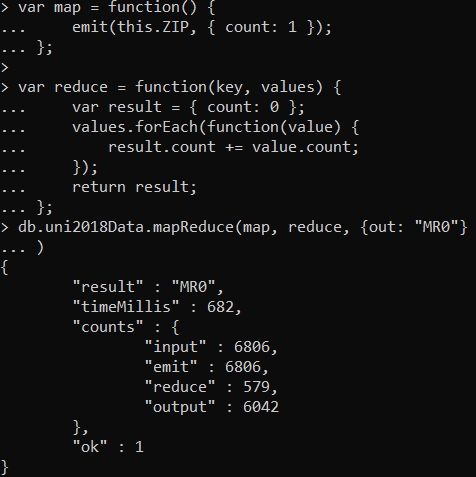 > var map = function() {
...     emit(this.ZIP, { count: 1 });
... };
>
> var reduce = function(key, values) {
...     var result = { count: 0 };
...     values.forEach(function(value) {
...         result.count += value.count;
...     });
...     return result;
... };
> db.uni2018Data.mapReduce(map, reduce, {out: "MR0"}
... )
{
        "result" : "MR0",
        "timeMillis" : 682,
        "counts" : {
                "input" : 6806,
                "emit" : 6806,
                "reduce" : 579,
                "output" : 6042
        },
        "ok" : 1
}